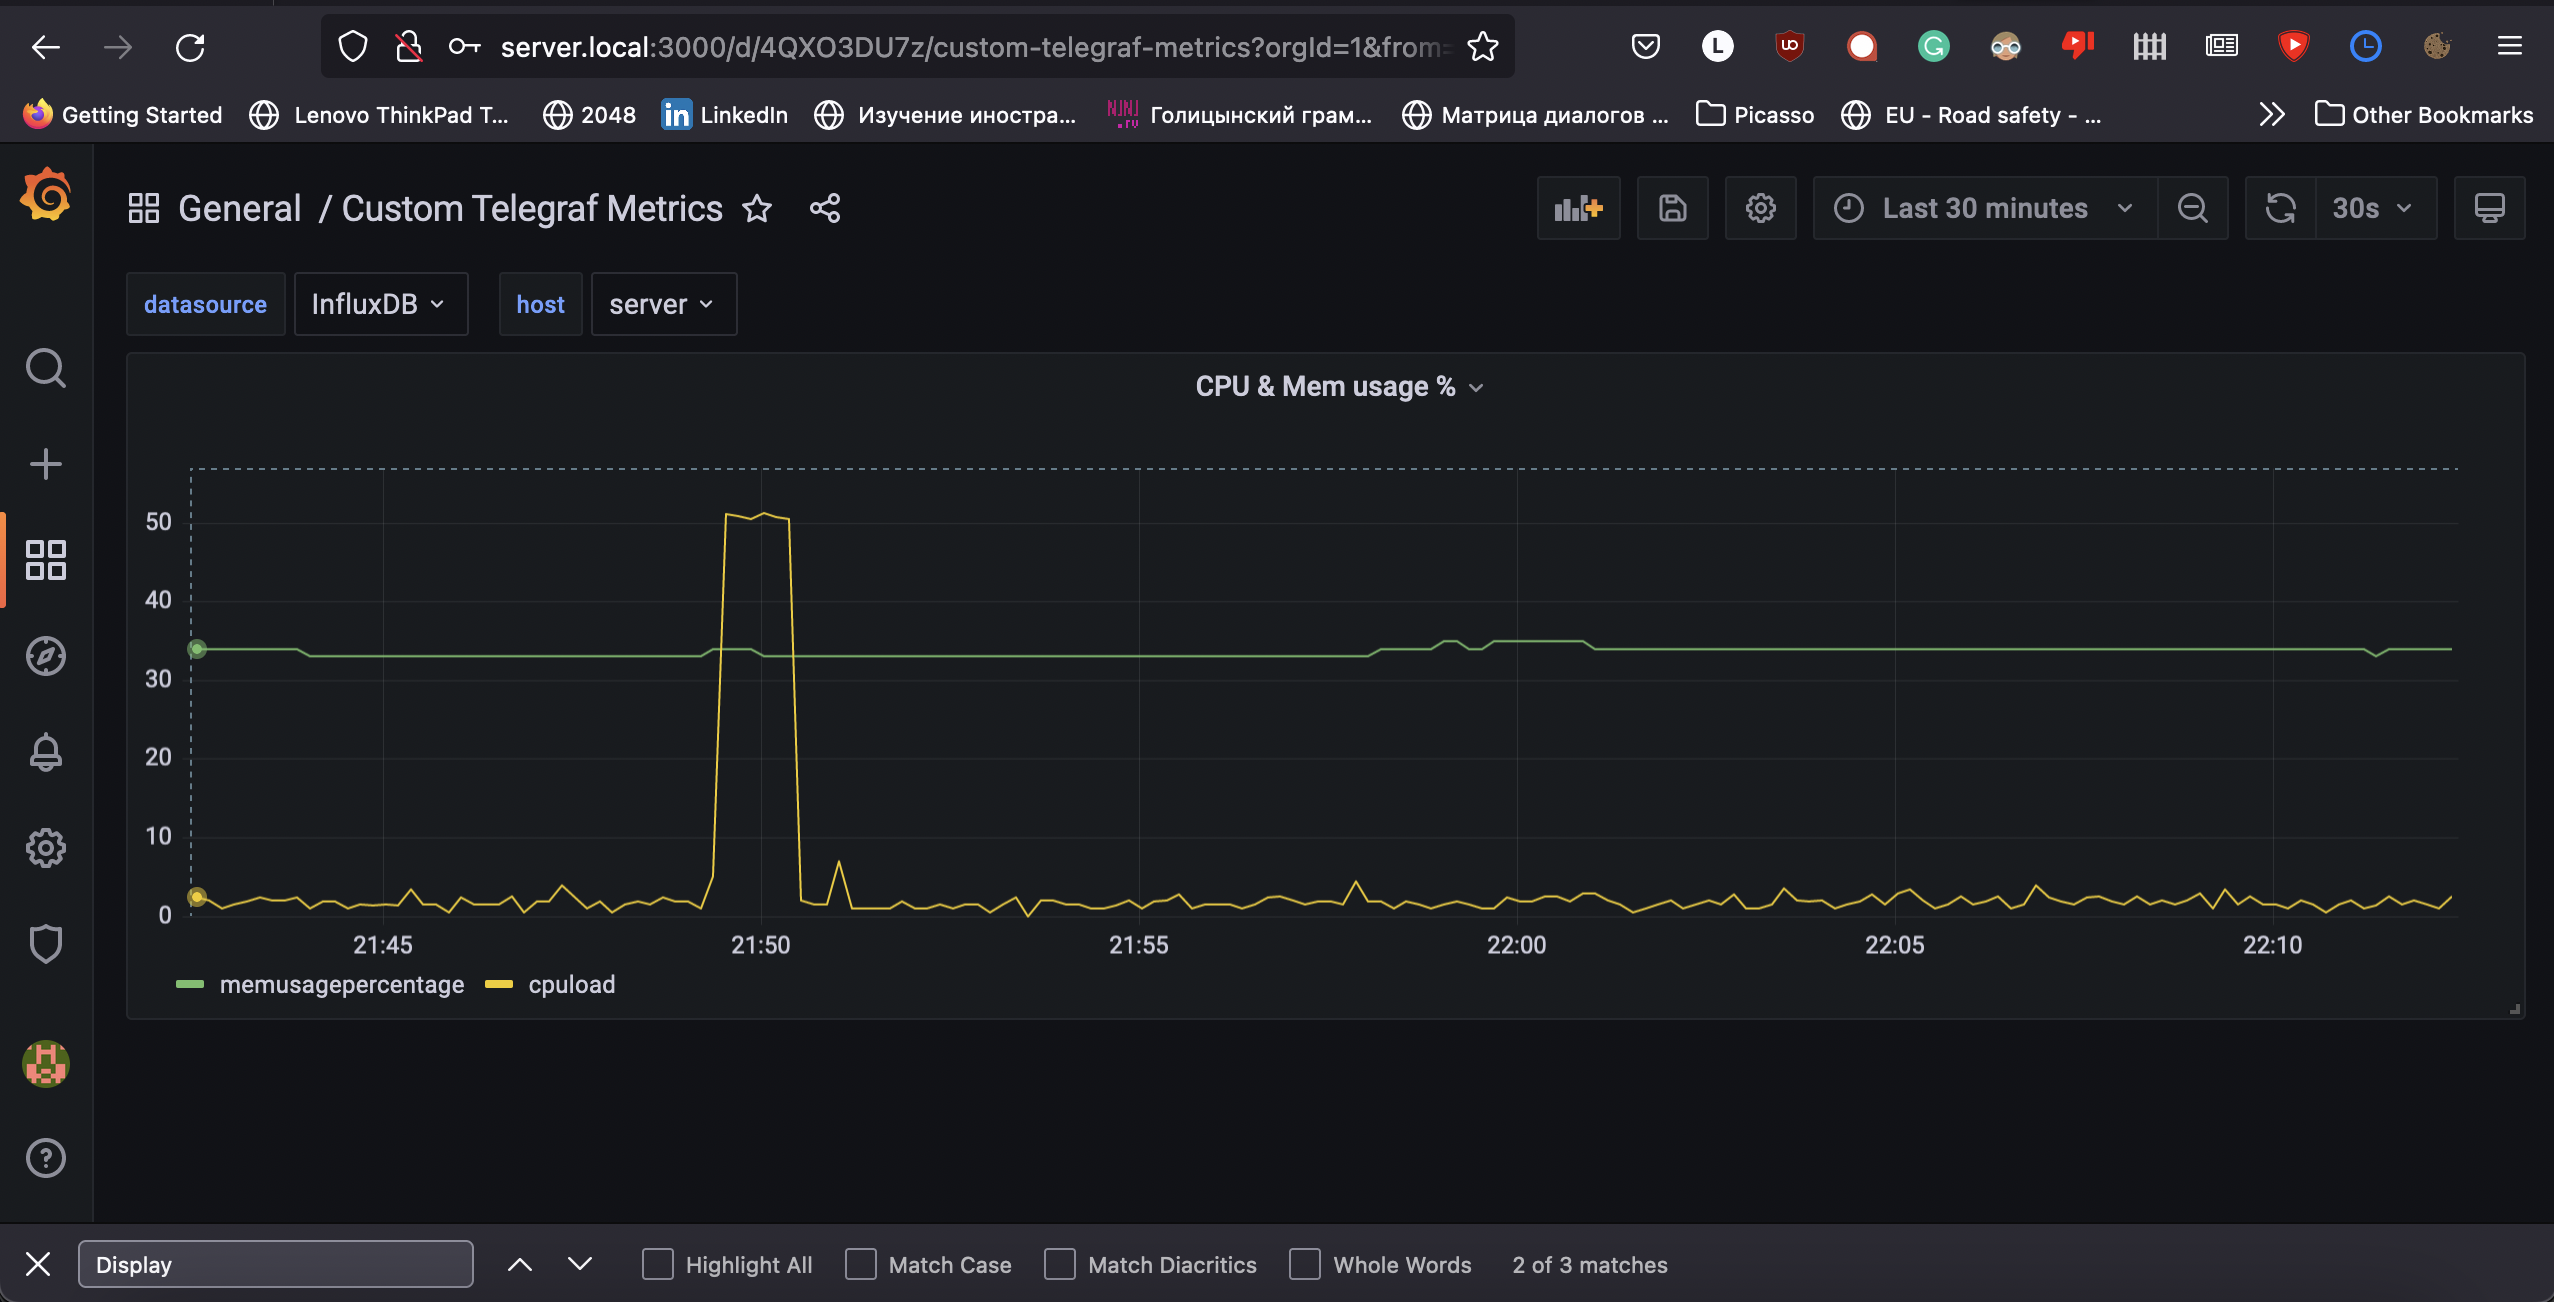 server.local:3000/d/4QXO3DU7z/custom-telegraf-metrics?orgId=1&from=
L
Getting Started
Lenovo ThinkPad T...
2048
in LinkedIn
Изучение иностра...
Голицынский грам...
Матрица диалогов ...
Picasso
EU - Road safety - ...
Other Bookmarks
General / Custom Telegraf Metrics
Last 30 minutes
30s
datasource
InfluxDB
host
server
CPU & Mem usage %
50
40
30
20
10
0
21:45 21:50 21:55 22:00 22:05 22:10
memusagepercentage cpuload
Display
Highlight All
Match Case
Match Diacritics
Whole Words
2 of 3 matches